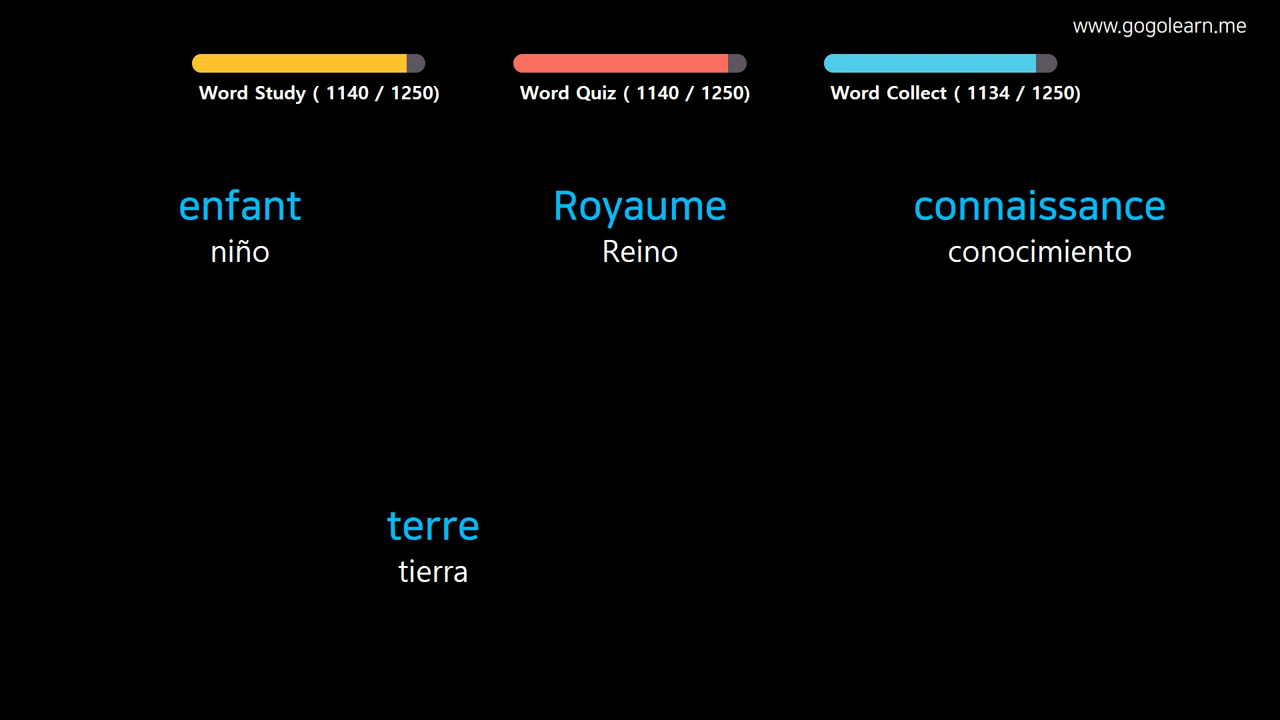 www.gogolearn.me
Word Study ( 1140 / 1250)
Word Quiz ( 1140 / 1250)
Word Collect ( 1134 / 1250)
enfant
niño
Royaume
Reino
connaissance
conocimiento
terre
tierra